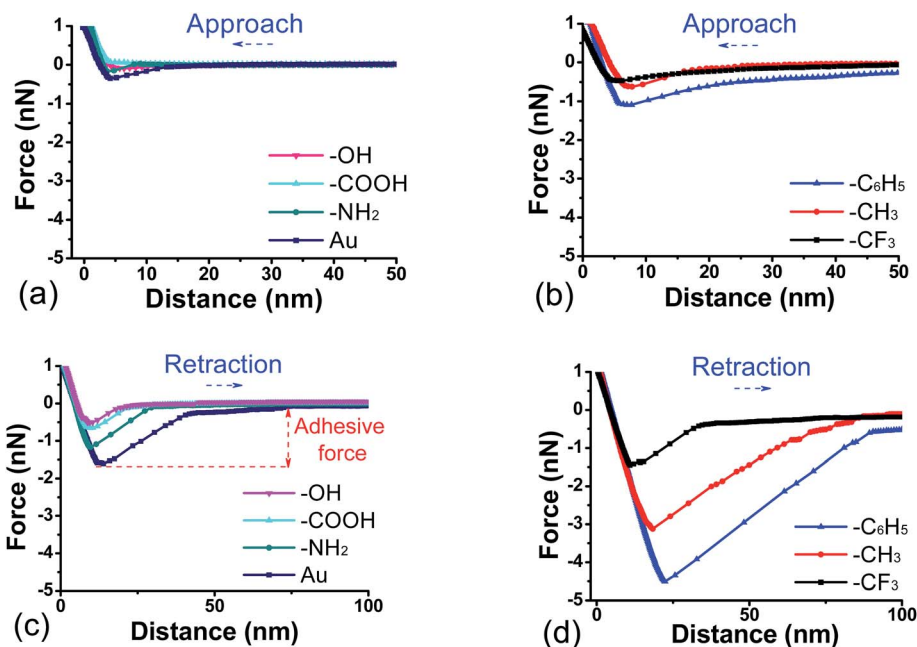 Approach
1
0
-1
-2
-3
-4
-5
Force (nN)
-OH
-COOH
-NH₂
Au
0 10 20 30 40 50
Distance (nm)
(a)
Approach
1
0
-1
-2
-3
-4
-5
Force (nN)
-C₆H₅
-CH₃
-CF₃
0 10 20 30 40 50
Distance (nm)
(b)
Retraction
1
0
-1
-2
-3
-4
-5
Force (nN)
Adhesive
force
-OH
-COOH
-NH₂
Au
0 50 100
Distance (nm)
(c)
Retraction
1
0
-1
-2
-3
-4
-5
Force (nN)
-C₆H₅
-CH₃
-CF₃
0 25 50 75 100
Distance (nm)
(d)